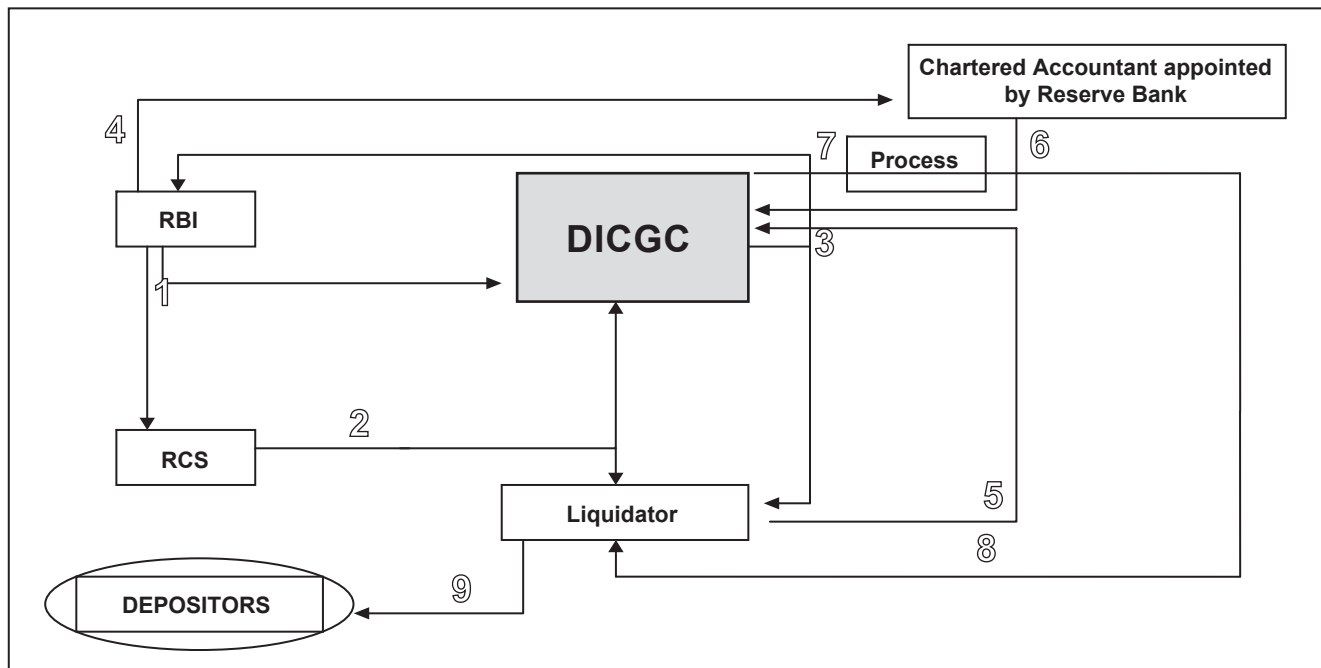 Chartered Accountant appointed
by Reserve Bank
4
7
6
Process
RBI
DICGC
3
1
2
RCS
5
Liquidator
8
9
DEPOSITORS